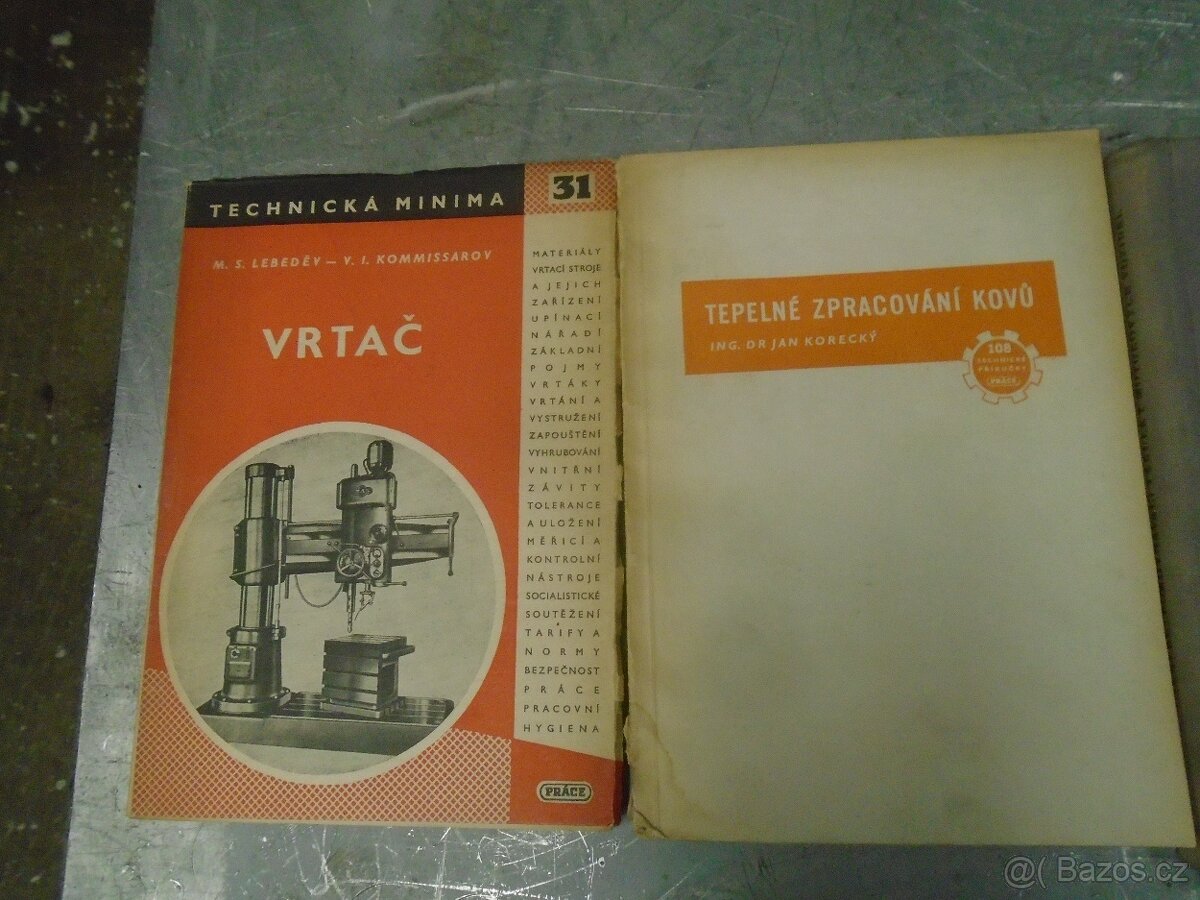 TECHNICKÁ MINIMA
31
M. S. LEBEDĚV — V. I. KOMMISSAROV
VRTAČ
MATERIÁLY
VRTACÍ STROJE
A JEJICH
ZAŘÍZENÍ
UPÍNACÍ
NÁŘADÍ
ZÁKLADNÍ
POJMY
VRTÁKY
VRTÁNÍ A
VYSTRUŽENÍ
ZAPOUŠTĚNÍ
VYHRUBOVÁNÍ
VNITŘNÍ
ZÁVITY
TOLERANCE
A ULOŽENÍ
MĚŘICÍ A
KONTROLNÍ
NÁSTROJE
SOCIALISTICKÉ
SOUTĚŽENÍ
TARIFY A
NORMY
BEZPEČNOST
PRÁCE
PRACOVNÍ
HYGIENA
PRÁCE
TEPELNÉ ZPRACOVÁNÍ KOVŮ
ING. DR JAN KORECKÝ
108
TECHNICKÉ
PŘÍRUČKY
PRÁCE
@( Bazos.cz